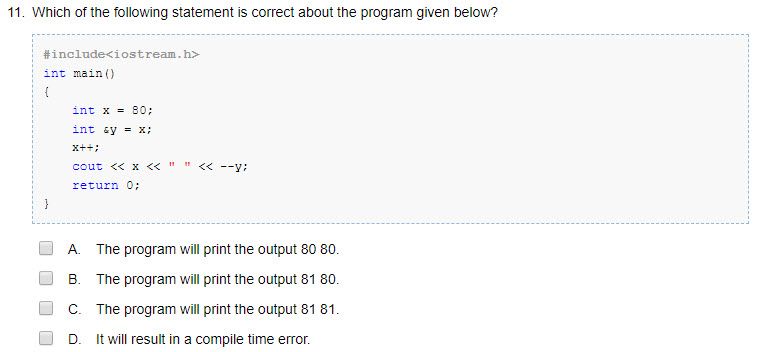 11. Which of the following statement is correct about the program given below?
#include<iostream.h>
int main()
{
int x = 80;
int &y = x;
x++;
cout << x << " " << --y;
return 0;
}
A. The program will print the output 80 80.
B. The program will print the output 81 80.
C. The program will print the output 81 81.
D. It will result in a compile time error.